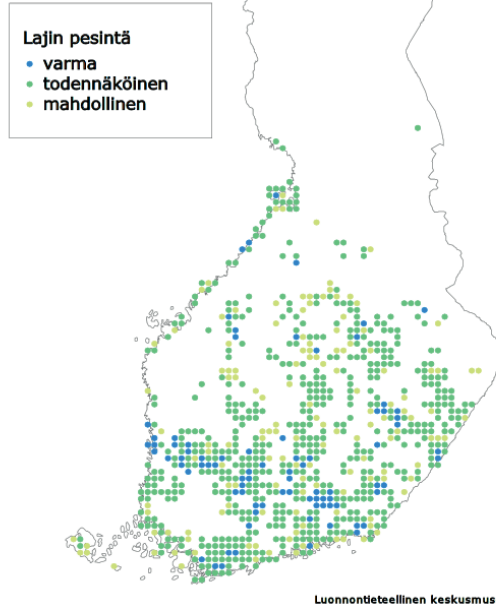 Lajin pesintä
varma
todennäköinen
mahdollinen
Luonnontieteellinen keskusmus